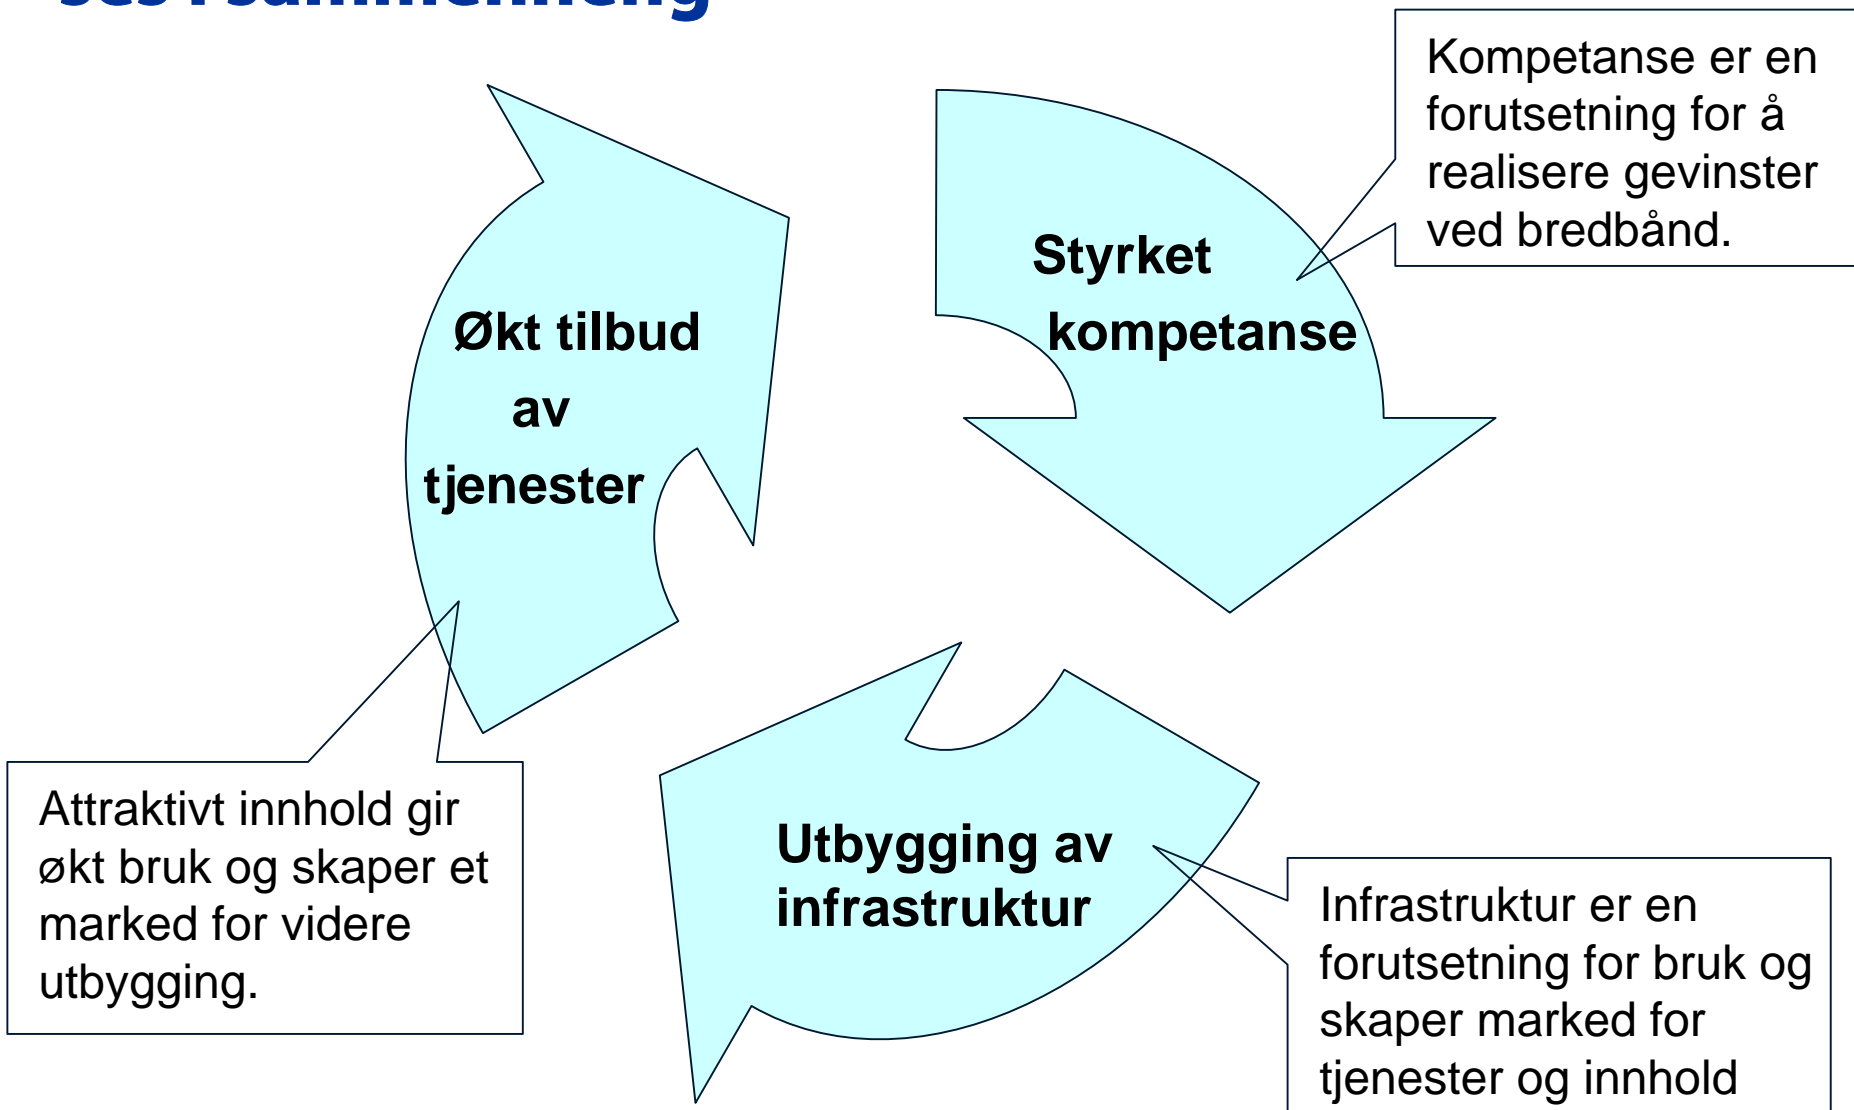 ses i sammenheng
Kompetanse er en
forutsetning for å
realisere gevinster
ved bredbånd.
Styrket
kompetanse
Økt tilbud
av
tjenester
Attraktivt innhold gir
økt bruk og skaper et
marked for videre
utbygging.
Utbygging av
infrastruktur
Infrastruktur er en
forutsetning for bruk og
skaper marked for
tjenester og innhold